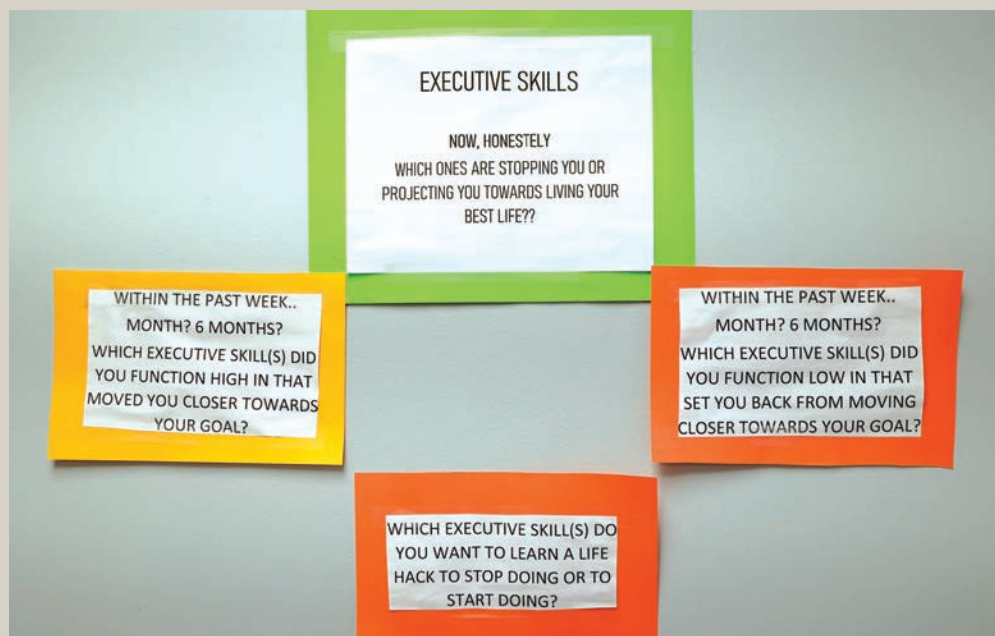 EXECUTIVE SKILLS
NOW, HONESTELY
WHICH ONES ARE STOPPING YOU OR
PROJECTING YOU TOWARDS LIVING YOUR
BEST LIFE??
WITHIN THE PAST WEEK..
MONTH? 6 MONTHS?
WHICH EXECUTIVE SKILL(S) DID
YOU FUNCTION HIGH IN THAT
MOVED YOU CLOSER TOWARDS
YOUR GOAL?
WITHIN THE PAST WEEK..
MONTH? 6 MONTHS?
WHICH EXECUTIVE SKILL(S) DID
YOU FUNCTION LOW IN THAT
SET YOU BACK FROM MOVING
CLOSER TOWARDS YOUR GOAL?
WHICH EXECUTIVE SKILL(S) DO
YOU WANT TO LEARN A LIFE
HACK TO STOP DOING OR TO
START DOING?